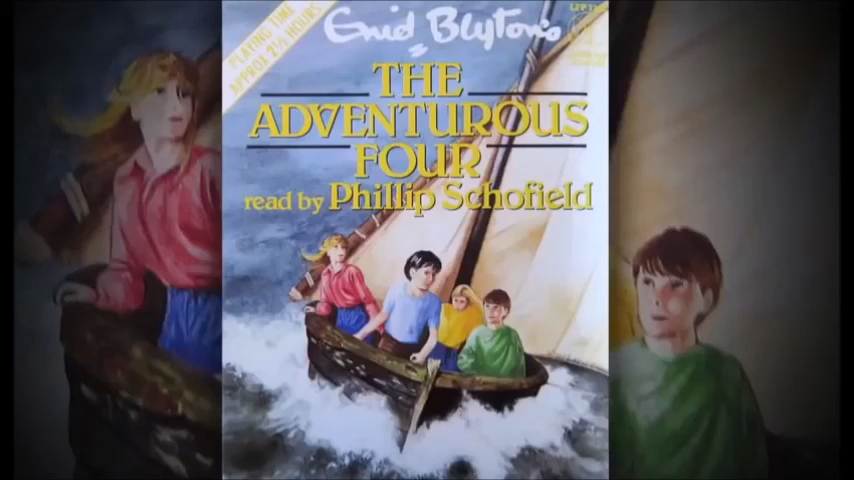 PLAYING TIME
APPROX 2½ HOURS
Enid Blyton's
THE
ADVENTUROUS
FOUR
read by Phillip Schofield